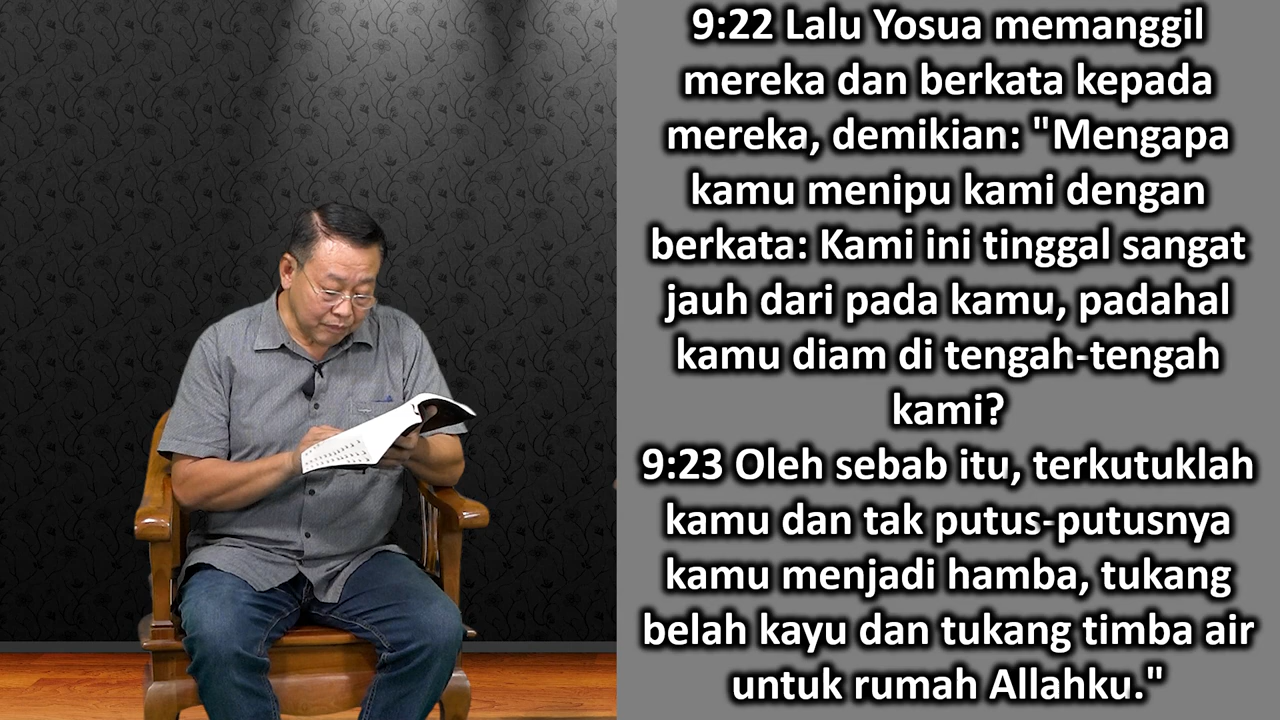 9:22 Lalu Yosua memanggil
mereka dan berkata kepada
mereka, demikian: "Mengapa
kamu menipu kami dengan
berkata: Kami ini tinggal sangat
jauh dari pada kamu, padahal
kamu diam di tengah-tengah
kami?
9:23 Oleh sebab itu, terkutuklah
kamu dan tak putus-putusnya
kamu menjadi hamba, tukang
belah kayu dan tukang timba air
untuk rumah Allahku."